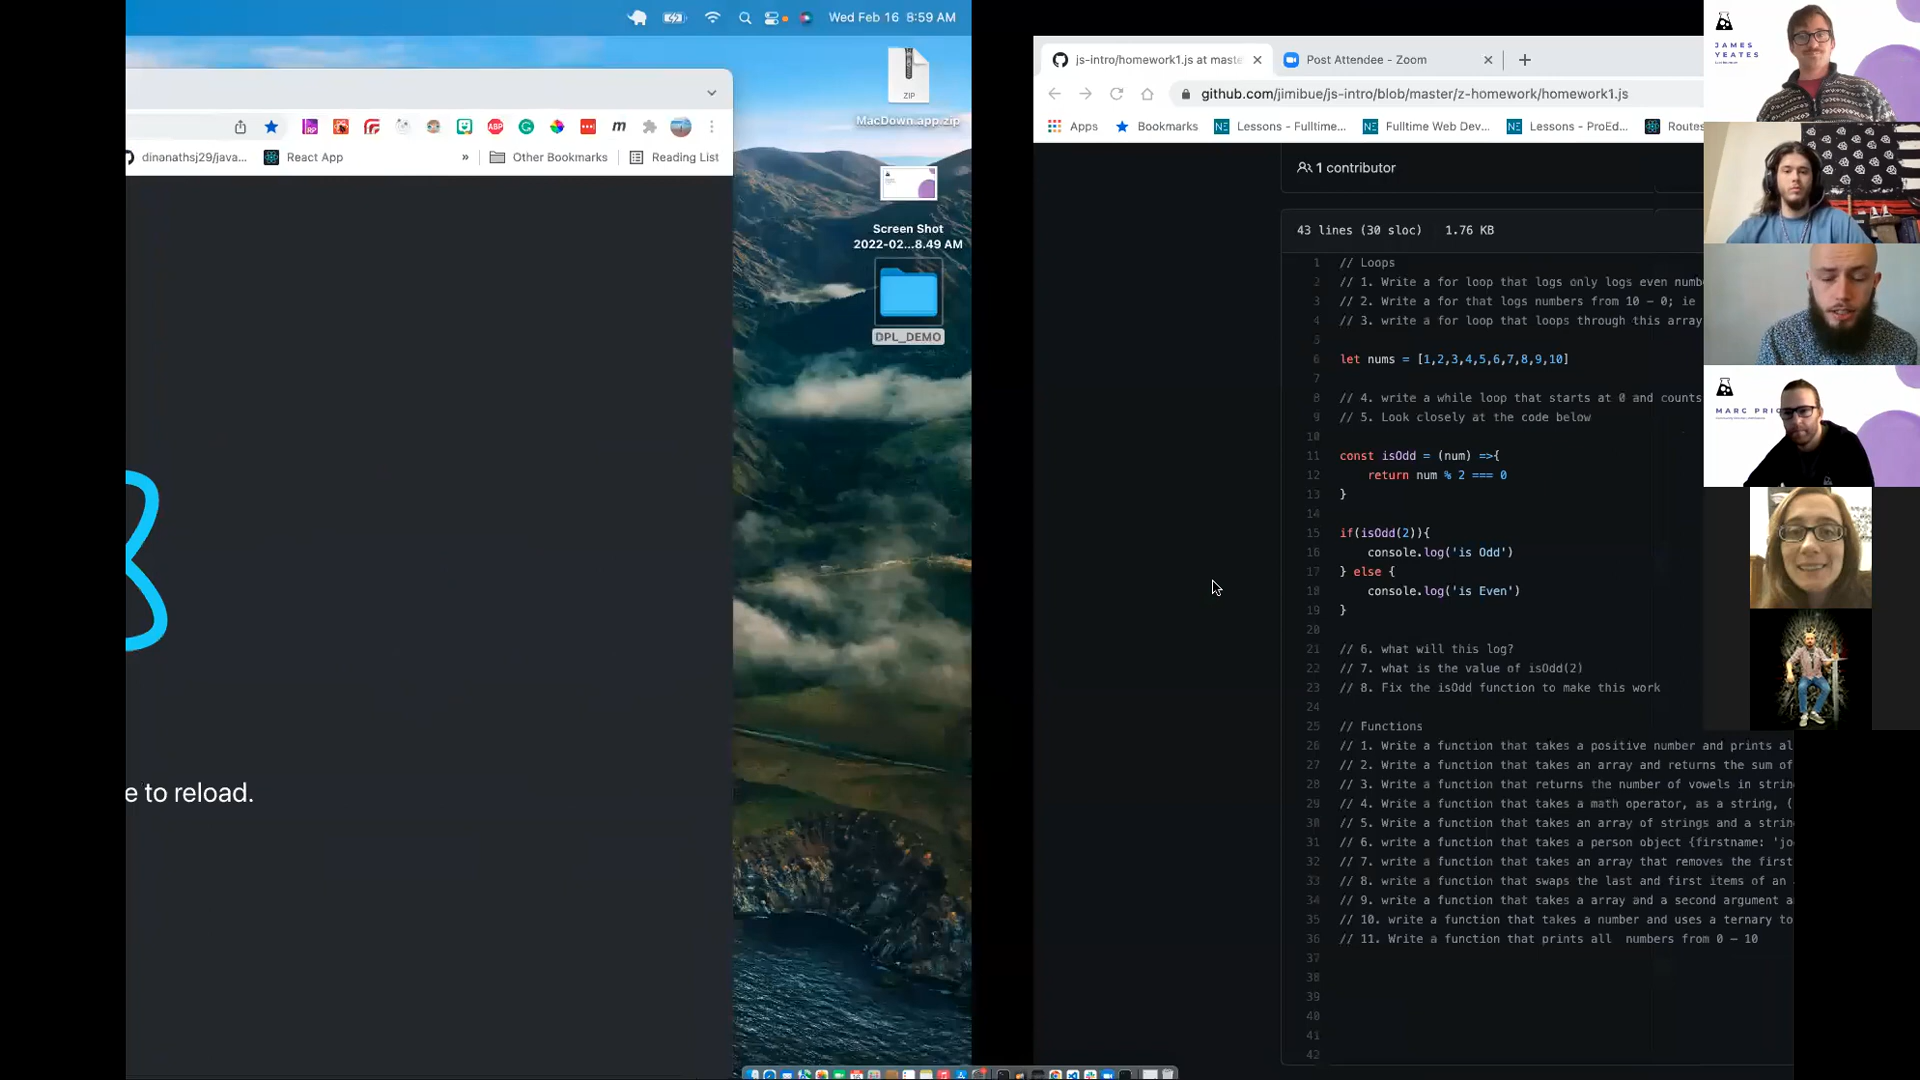 Wed Feb 16 8:59 AM
dinanathsj29/java...
React App
»
Other Bookmarks
Reading List
ZIP
MacDown.app.zip
Screen Shot
2022-02...8.49 AM
DPL_DEMO
e to reload.
js-intro/homework1.js at maste
Post Attendee - Zoom
github.com/jimibue/js-intro/blob/master/z-homework/homework1.js
Apps
Bookmarks
Lessons - Fulltime...
Fulltime Web Dev...
Lessons - ProEd...
Routes
1 contributor
43 lines (30 sloc) 1.76 KB
1 // Loops
2 // 1. Write a for loop that logs only logs even numb
3 // 2. Write a for that logs numbers from 10 - 0; ie
4 // 3. write a for loop that loops through this array
5
6 let nums = [1,2,3,4,5,6,7,8,9,10]
7
8 // 4. write a while loop that starts at 0 and counts
9 // 5. Look closely at the code below
10
11 const isOdd = (num) =>{
12 return num % 2 === 0
13 }
14
15 if(isOdd(2)){
16 console.log('is Odd')
17 } else {
18 console.log('is Even')
19 }
20
21 // 6. what will this log?
22 // 7. what is the value of isOdd(2)
23 // 8. Fix the isOdd function to make this work
24
25 // Functions
26 // 1. Write a function that takes a positive number and prints al
27 // 2. Write a function that takes an array and returns the sum of
28 // 3. Write a function that returns the number of vowels in strin
29 // 4. Write a function that takes a math operator, as a string, (
30 // 5. Write a function that takes an array of strings and a strin
31 // 6. write a function that takes a person object {firstname: 'jo
32 // 7. write a function that takes an array that removes the first
33 // 8. write a function that swaps the last and first items of an
34 // 9. write a function that takes a array and a second argument a
35 // 10. write a function that takes a number and uses a ternary to
36 // 11. Write a function that prints all numbers from 0 - 10
37
38
39
40
41
42
JAMES
YEATES
MARC PRI